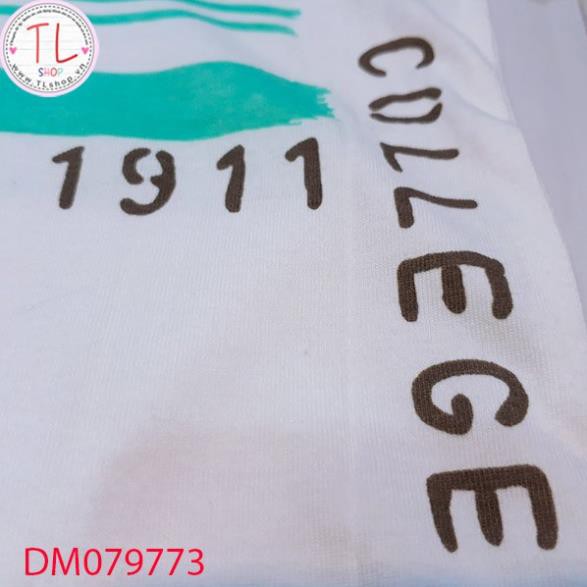 TL
SHOP
www.TLshop.vn
COLLEGE
1911
DM079773